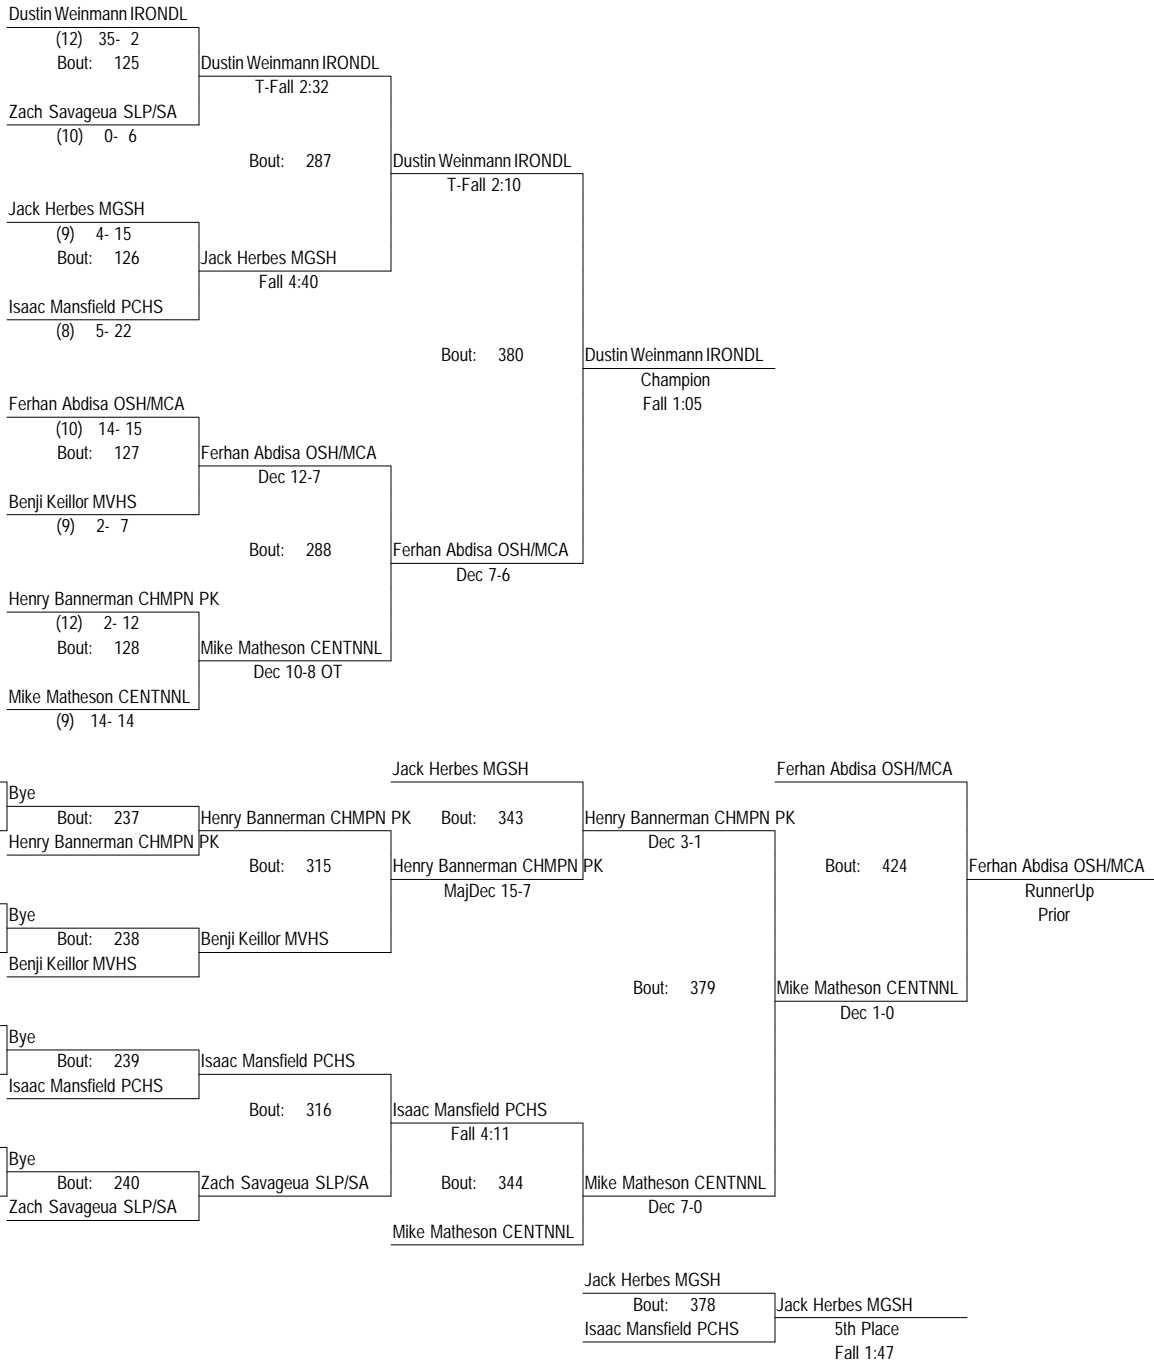 Dustin Weinmann IRONDL
(12) 35- 2
Bout: 125
Dustin Weinmann IRONDL
T-Fall 2:32
Zach Savageua SLP/SA
(10) 0- 6
Bout: 287
Dustin Weinmann IRONDL
T-Fall 2:10
Jack Herbes MGSH
(9) 4- 15
Bout: 126
Jack Herbes MGSH
Fall 4:40
Isaac Mansfield PCHS
(8) 5- 22
Bout: 380
Dustin Weinmann IRONDL
Champion
Fall 1:05
Ferhan Abdisa OSH/MCA
(10) 14- 15
Bout: 127
Ferhan Abdisa OSH/MCA
Dec 12-7
Benji Keillor MVHS
(9) 2- 7
Bout: 288
Ferhan Abdisa OSH/MCA
Dec 7-6
Henry Bannerman CHMPN PK
(12) 2- 12
Bout: 128
Mike Matheson CENTNNL
Dec 10-8 OT
Mike Matheson CENTNNL
(9) 14- 14
Jack Herbes MGSH
Ferhan Abdisa OSH/MCA
Bye
Bout: 237
Henry Bannerman CHMPN PK
Bout: 343
Henry Bannerman CHMPN PK
Dec 3-1
Henry Bannerman CHMPN PK
Bout: 315
Henry Bannerman CHMPN PK
MajDec 15-7
Bout: 424
Ferhan Abdisa OSH/MCA
RunnerUp
Prior
Bye
Bout: 238
Benji Keillor MVHS
Benji Keillor MVHS
Bout: 379
Mike Matheson CENTNNL
Dec 1-0
Bye
Bout: 239
Isaac Mansfield PCHS
Isaac Mansfield PCHS
Bout: 316
Isaac Mansfield PCHS
Fall 4:11
Bye
Bout: 240
Zach Savageua SLP/SA
Bout: 344
Mike Matheson CENTNNL
Dec 7-0
Zach Savageua SLP/SA
Mike Matheson CENTNNL
Jack Herbes MGSH
Bout: 378
Jack Herbes MGSH
Isaac Mansfield PCHS
5th Place
Fall 1:47